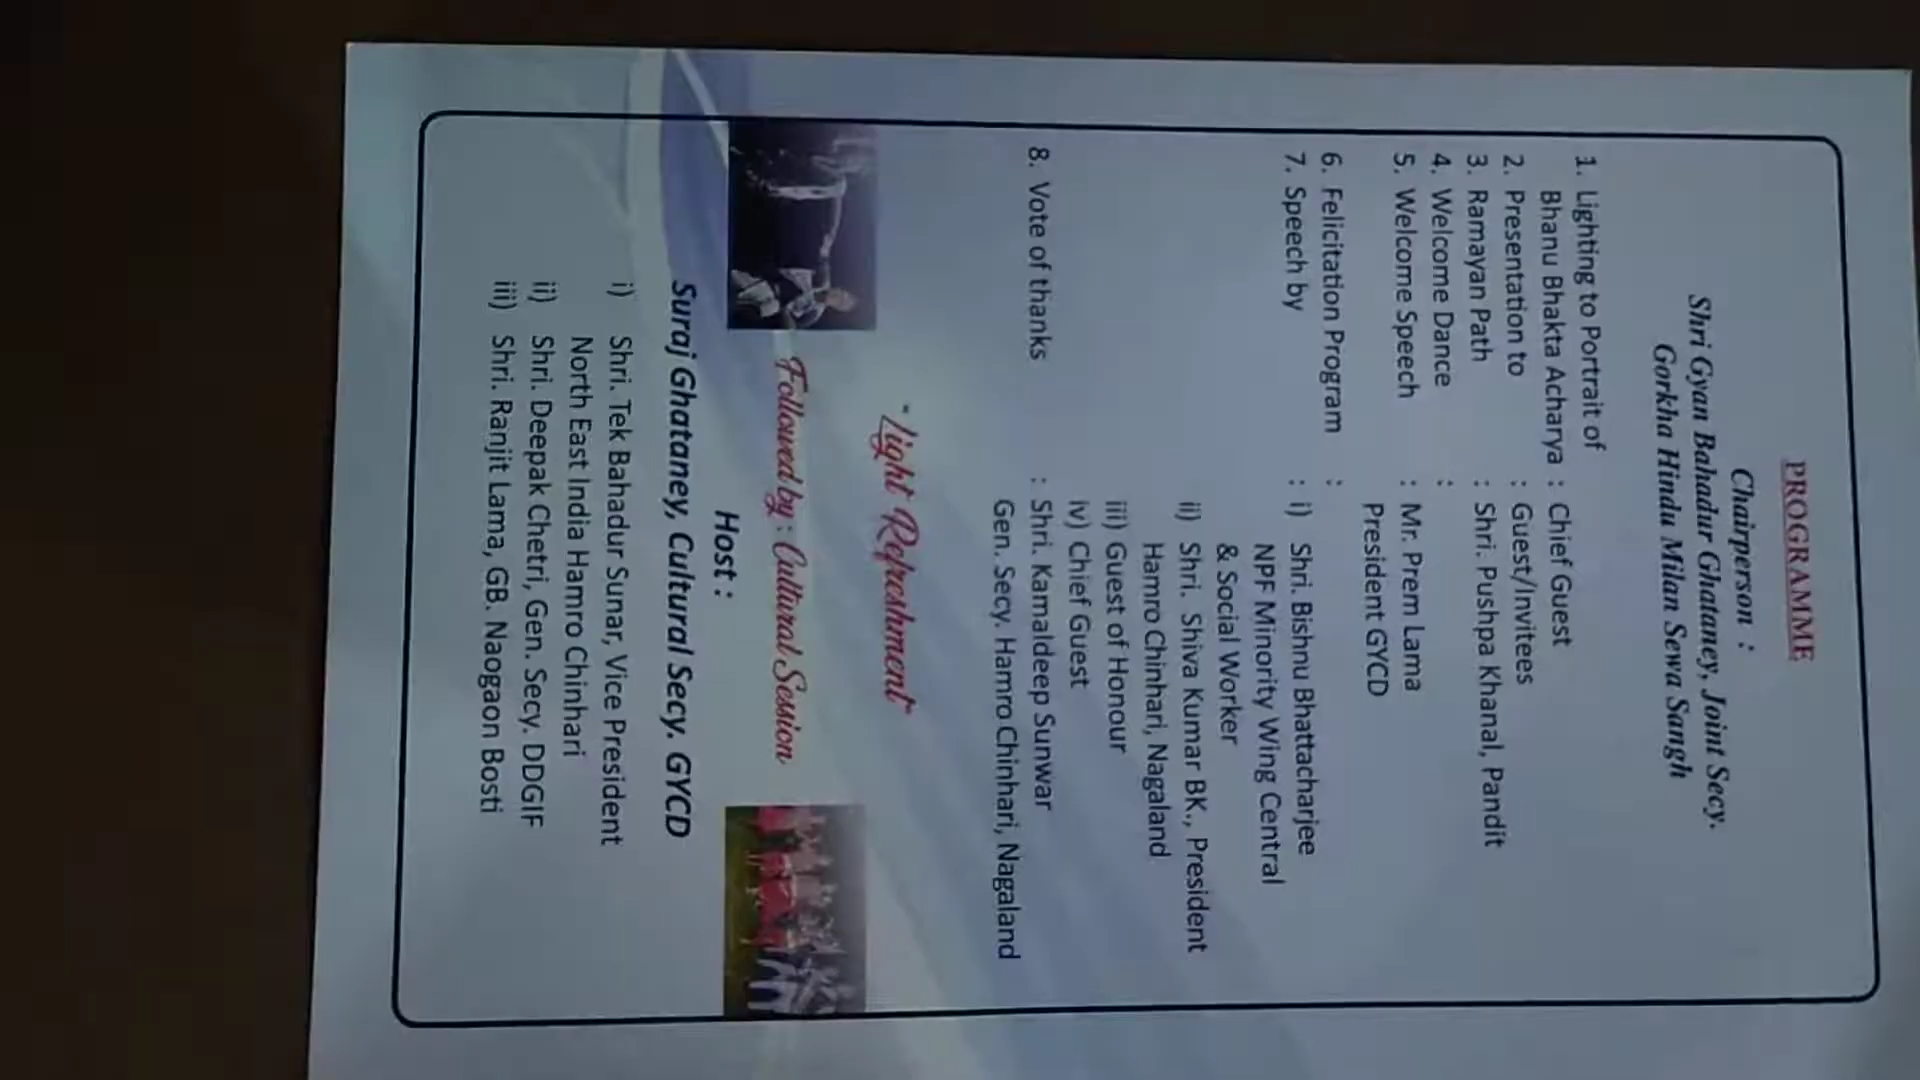 PROGRAMME
Chairperson :
Shri Gyan Bahadur Ghataney, Joint Secy.
Gorkha Hindu Milan Sewa Sangh
1. Lighting to Portrait of
Bhanu Bhakta Acharya : Chief Guest
2. Presentation to : Guest/Invitees
3. Ramayan Path : Shri. Pushpa Khanal, Pandit
4. Welcome Dance :
5. Welcome Speech : Mr. Prem Lama
President GYCD
6. Felicitation Program :
7. Speech by : i) Shri. Bishnu Bhattacharjee
NPF Minority Wing Central
& Social Worker
ii) Shri. Shiva Kumar BK., President
Hamro Chinhari, Nagaland
iii) Guest of Honour
iv) Chief Guest
8. Vote of thanks : Shri. Kamaldeep Sunwar
Gen. Secy. Hamro Chinhari, Nagaland
"Light Refreshment"
Followed by : Cultural Session
Host :
Suraj Ghataney, Cultural Secy. GYCD
i) Shri. Tek Bahadur Sunar, Vice President
North East India Hamro Chinhari
ii) Shri. Deepak Chetri, Gen. Secy. DDGIF
iii) Shri. Ranjit Lama, GB. Naogaon Bosti